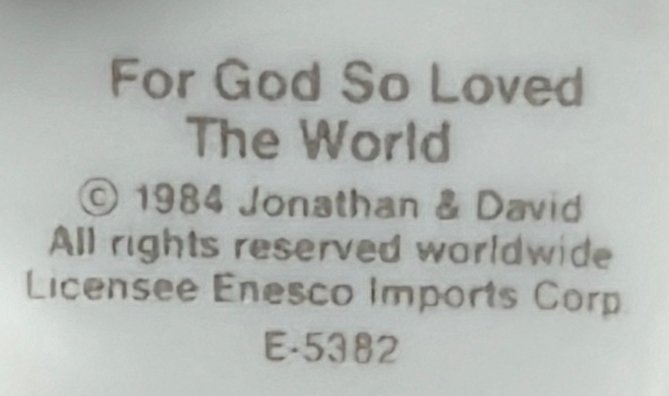 For God So Loved
The World
© 1984 Jonathan & David
All rights reserved worldwide
Licensee Enesco Imports Corp
E-5382